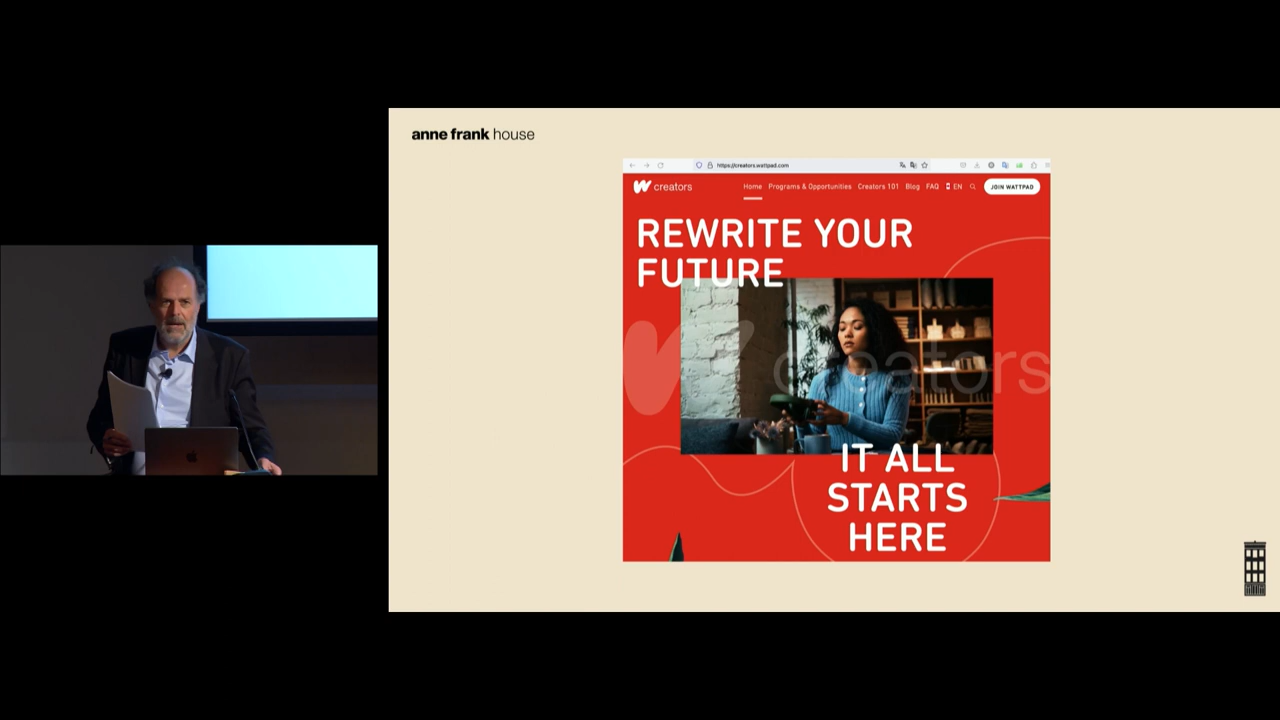 anne frank house
https://creators.wattpad.com
W creators
Home Programs & Opportunities Creators 101 Blog FAQ EN JOIN WATTPAD
REWRITE YOUR
FUTURE
creators
IT ALL
STARTS
HERE